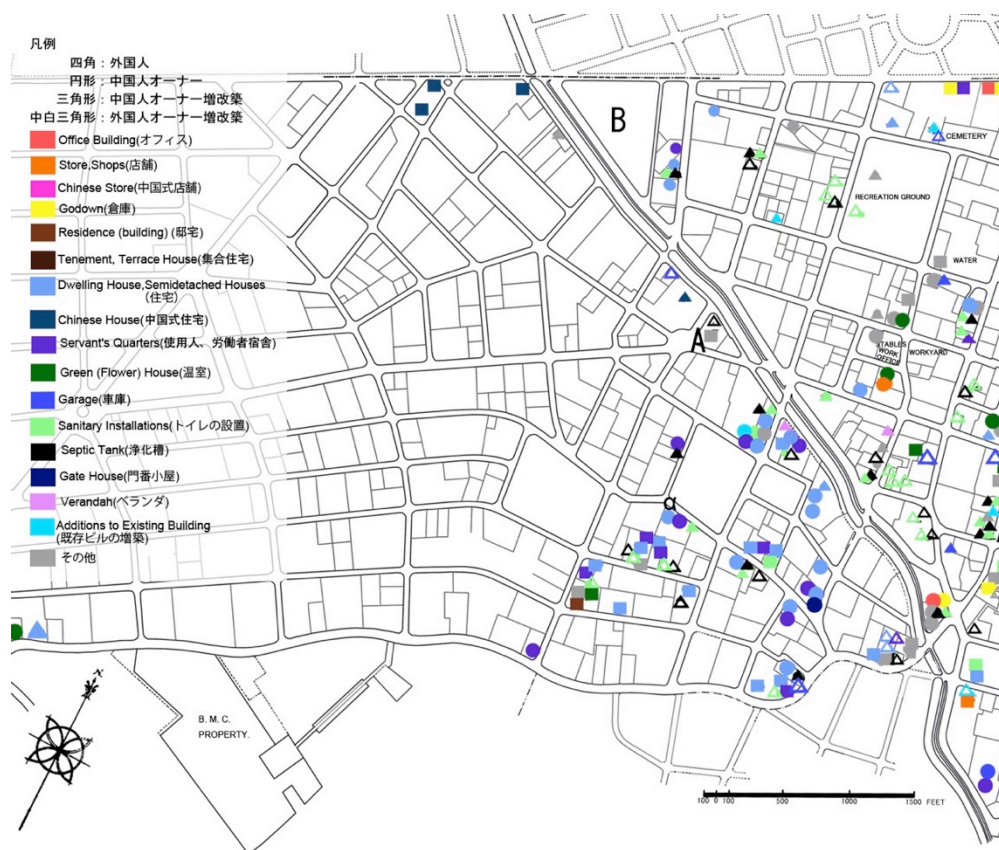 凡例
四角：外国人
円形：中国人オーナー
三角形：中国人オーナー増改築
中白三角形：外国人オーナー増改築
Office Building(オフィス)
Store,Shops(店舗)
Chinese Store(中国式店舗)
Godown(倉庫)
Residence (building) (邸宅)
Tenement, Terrace House(集合住宅)
Dwelling House,Semidetached Houses
(住宅)
Chinese House(中国式住宅)
Servant's Quarters(使用人、労働者宿舎)
Green (Flower) House(温室)
Garage(車庫)
Sanitary Installations(トイレの設置)
Septic Tank(浄化槽)
Gate House(門番小屋)
Verandah(ベランダ)
Additions to Existing Building
(既存ビルの増築)
その他
B
CEMETERY
RECREATION GROUND
WATER
A
STABLES
WORK
OFFICE
WORKYARD
α
B. M. C.
PROPERTY.
100 0 100 500 1000 1500 FEET